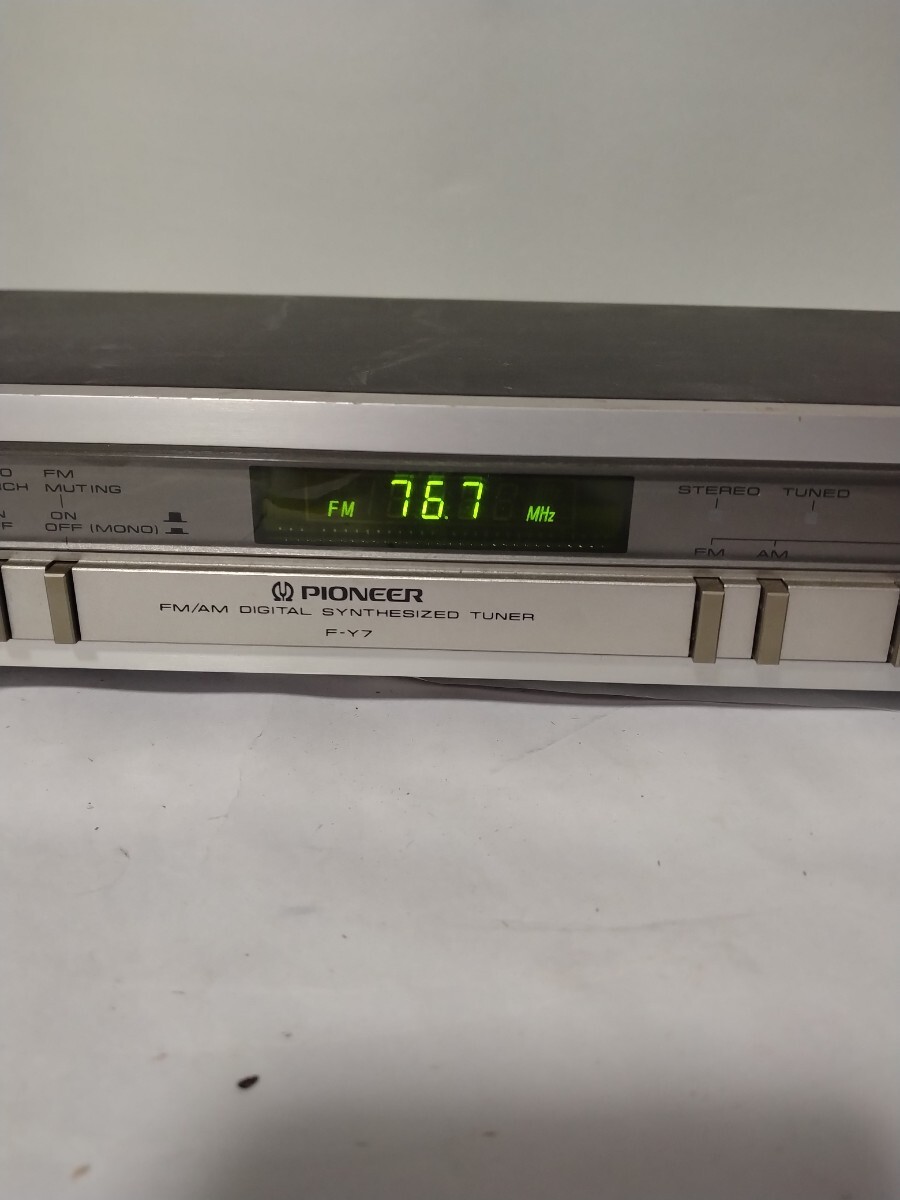 FM
MUTING
ON
OFF (MONO)
FM 76.7 MHz
STEREO TUNED
FM AM
PIONEER
FM/AM DIGITAL SYNTHESIZED TUNER
F-Y7